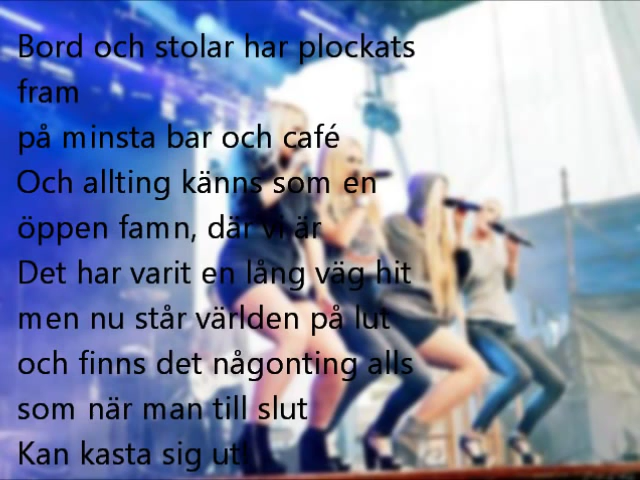 Bord och stolar har plockats
fram
på minsta bar och café
Och allting känns som en
öppen famn, där vi är
Det har varit en lång väg hit
men nu står världen på lut
och finns det någonting alls
som när man till slut
Kan kasta sig ut!